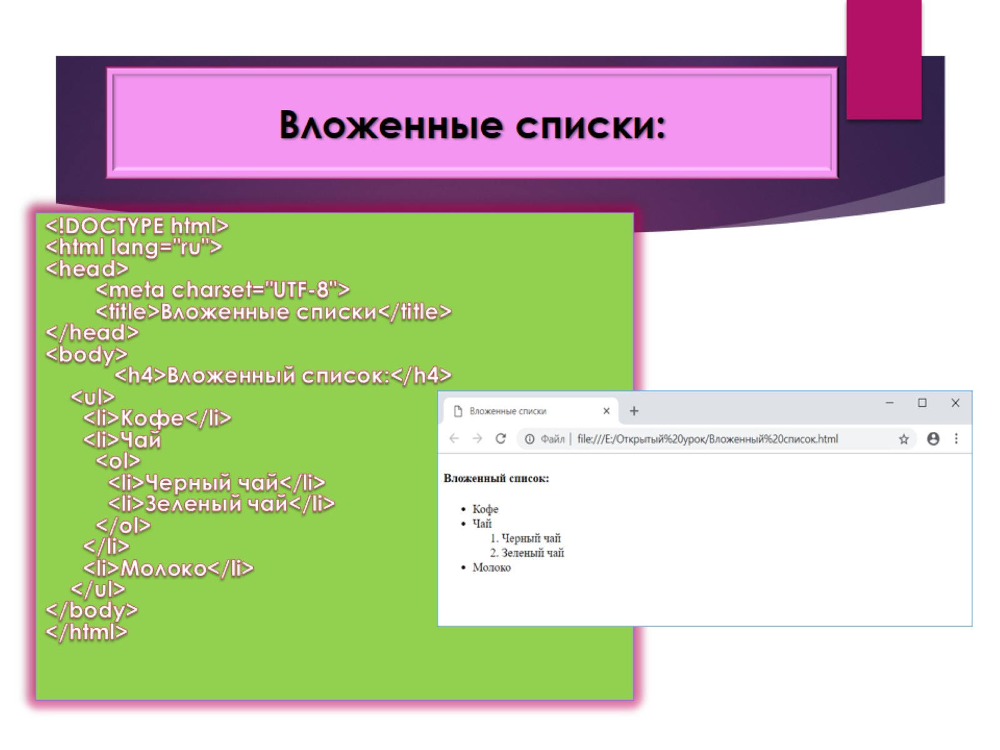 Вложенные списки:
<!DOCTYPE html>
<html lang="ru">
<head>
<meta charset="UTF-8">
<title>Вложенные списки</title>
</head>
<body>
<h4>Вложенный список:</h4>
<ul>
<li>Кофе</li>
<li>Чай
<ol>
<li>Черный чай</li>
<li>Зеленый чай</li>
</ol>
</li>
<li>Молоко</li>
</ul>
</body>
</html>
Вложенные списки
Файл | file:///E:/Открытый%20урок/Вложенный%20список.html
Вложенный список:
• Кофе
• Чай
1. Черный чай
2. Зеленый чай
• Молоко